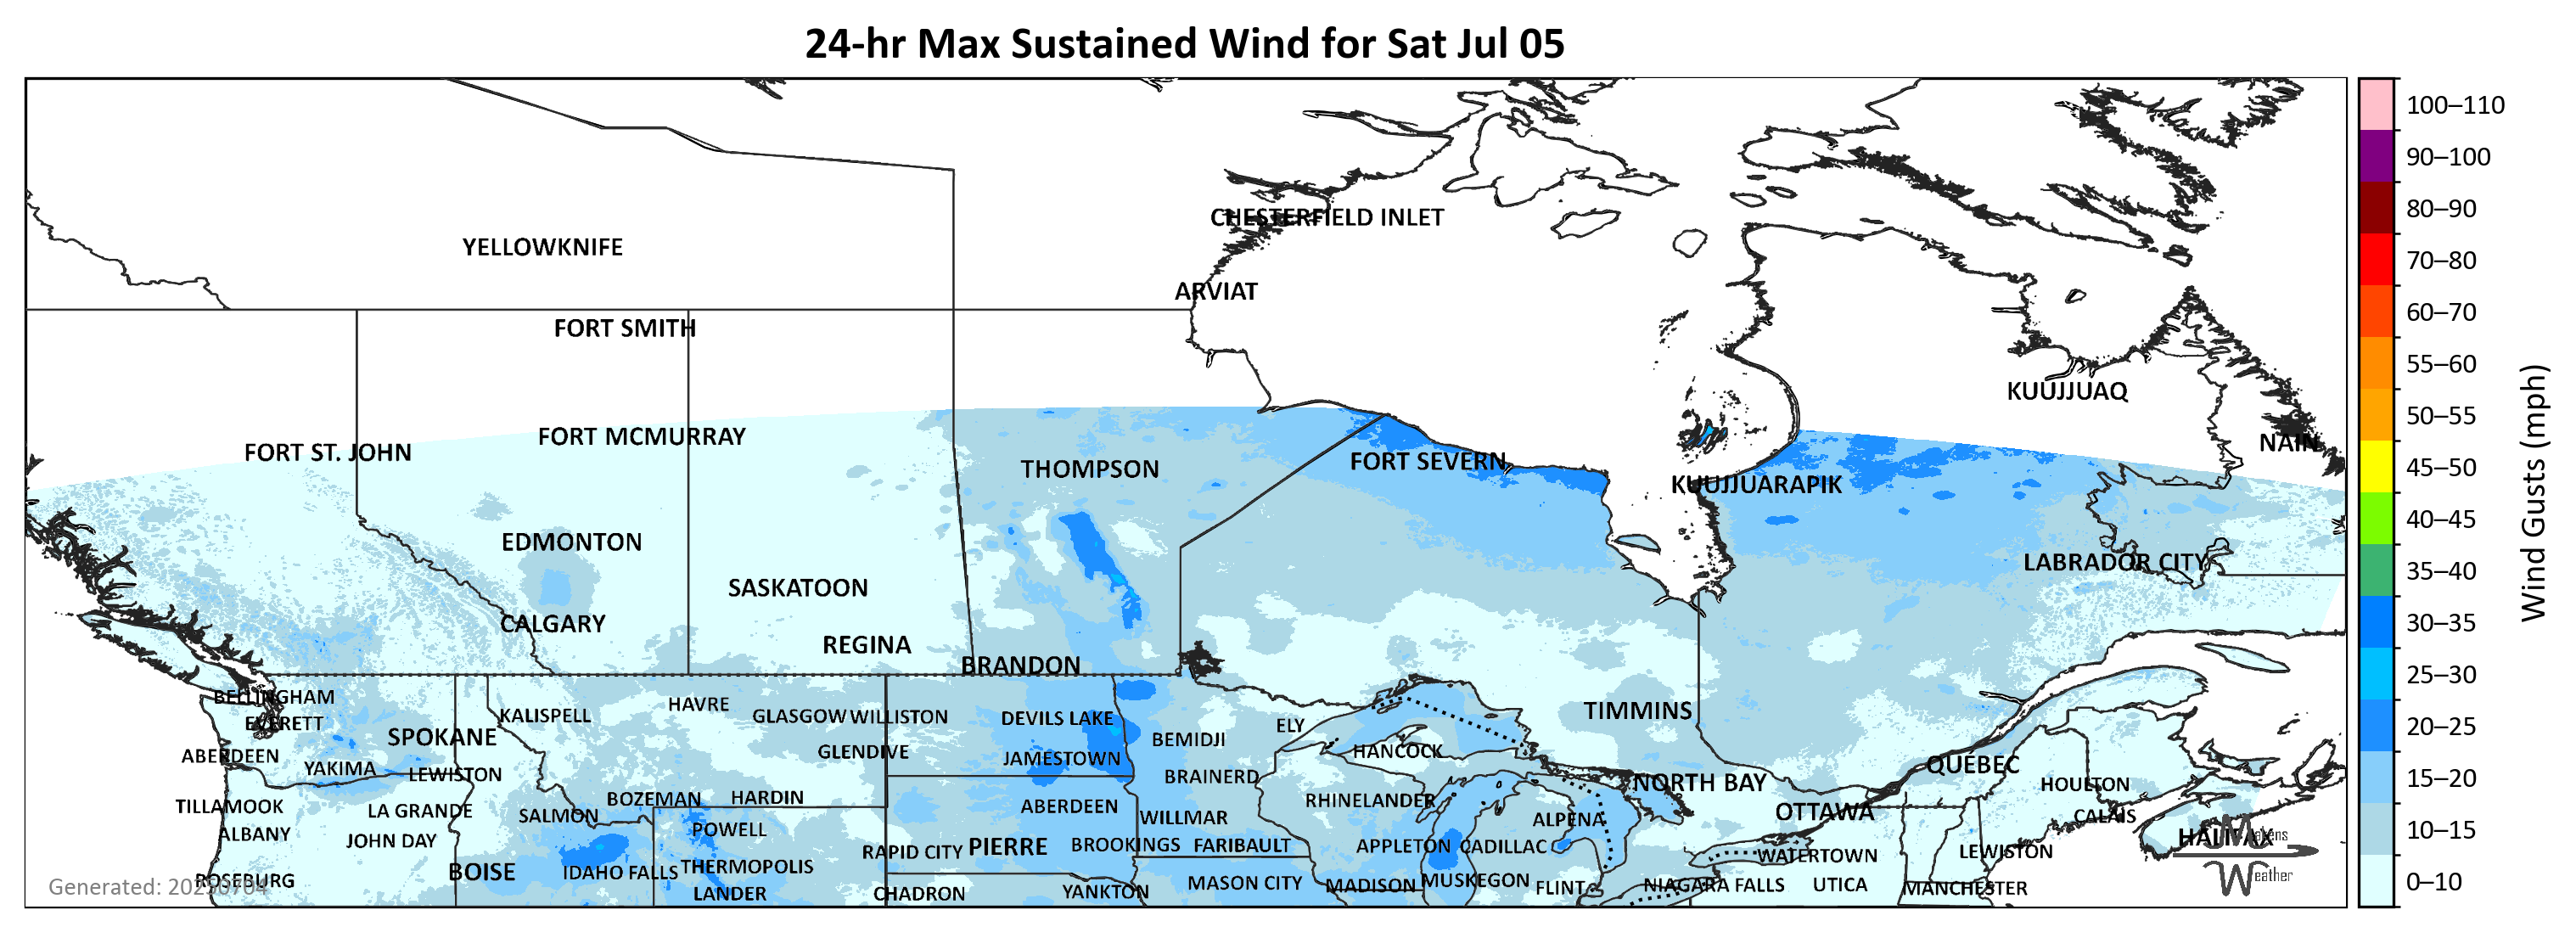 24-hr Max Sustained Wind for Sat Jul 05
100–110
90–100
80–90
70–80
60–70
55–60
50–55
45–50
40–45
35–40
30–35
25–30
20–25
15–20
10–15
0–10
Wind Gusts (mph)
CHESTERFIELD INLET
YELLOWKNIFE
ARVIAT
FORT SMITH
KUUJJUAQ
FORT MCMURRAY
NAIN
FORT ST. JOHN
FORT SEVERN
THOMPSON
KUUJJUARAPIK
EDMONTON
LABRADOR CITY
SASKATOON
CALGARY
REGINA
BRANDON
BELLINGHAM
HAVRE
TIMMINS
KALISPELL
GLASGOW WILLISTON
DEVILS LAKE
EVERETT
ELY
SPOKANE
BEMIDJI
GLENDIVE
HANCOCK
ABERDEEN
JAMESTOWN
QUEBEC
YAKIMA
LEWISTON
BRAINERD
NORTH BAY
HOULTON
BOZEMAN
HARDIN
RHINELANDER
TILLAMOOK
LA GRANDE
ABERDEEN
OTTAWA
SALMON
WILLMAR
ALPENA
CALAIS
ALBANY
POWELL
JOHN DAY
HALIFAX
Makens
Weather
RAPID CITY
PIERRE
BROOKINGS
FARIBAULT
APPLETON
CADILLAC
WATERTOWN
LEWISTON
BOISE
IDAHO FALLS
THERMOPOLIS
ROSEBURG
MASON CITY
MADISON
MUSKEGON
FLINT
NIAGARA FALLS
UTICA
MANCHESTER
LANDER
CHADRON
YANKTON
Generated: 20250704